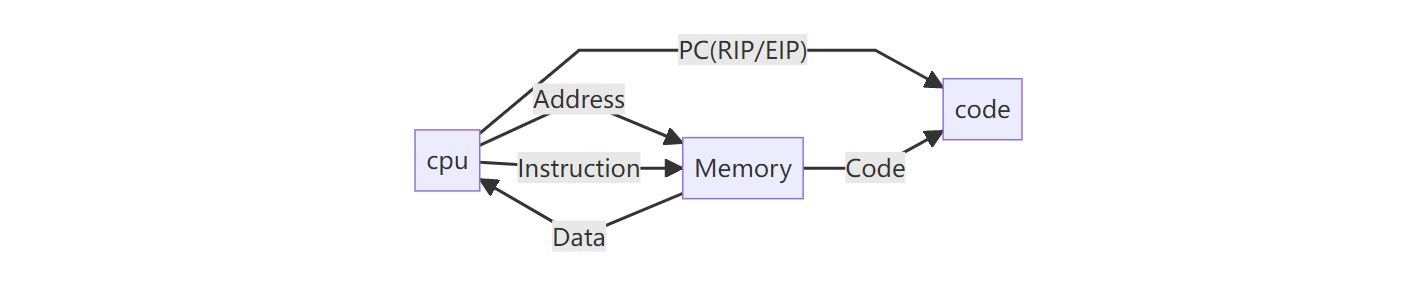 PC(RIP/EIP)
Address
code
cpu
Instruction
Memory
Code
Data